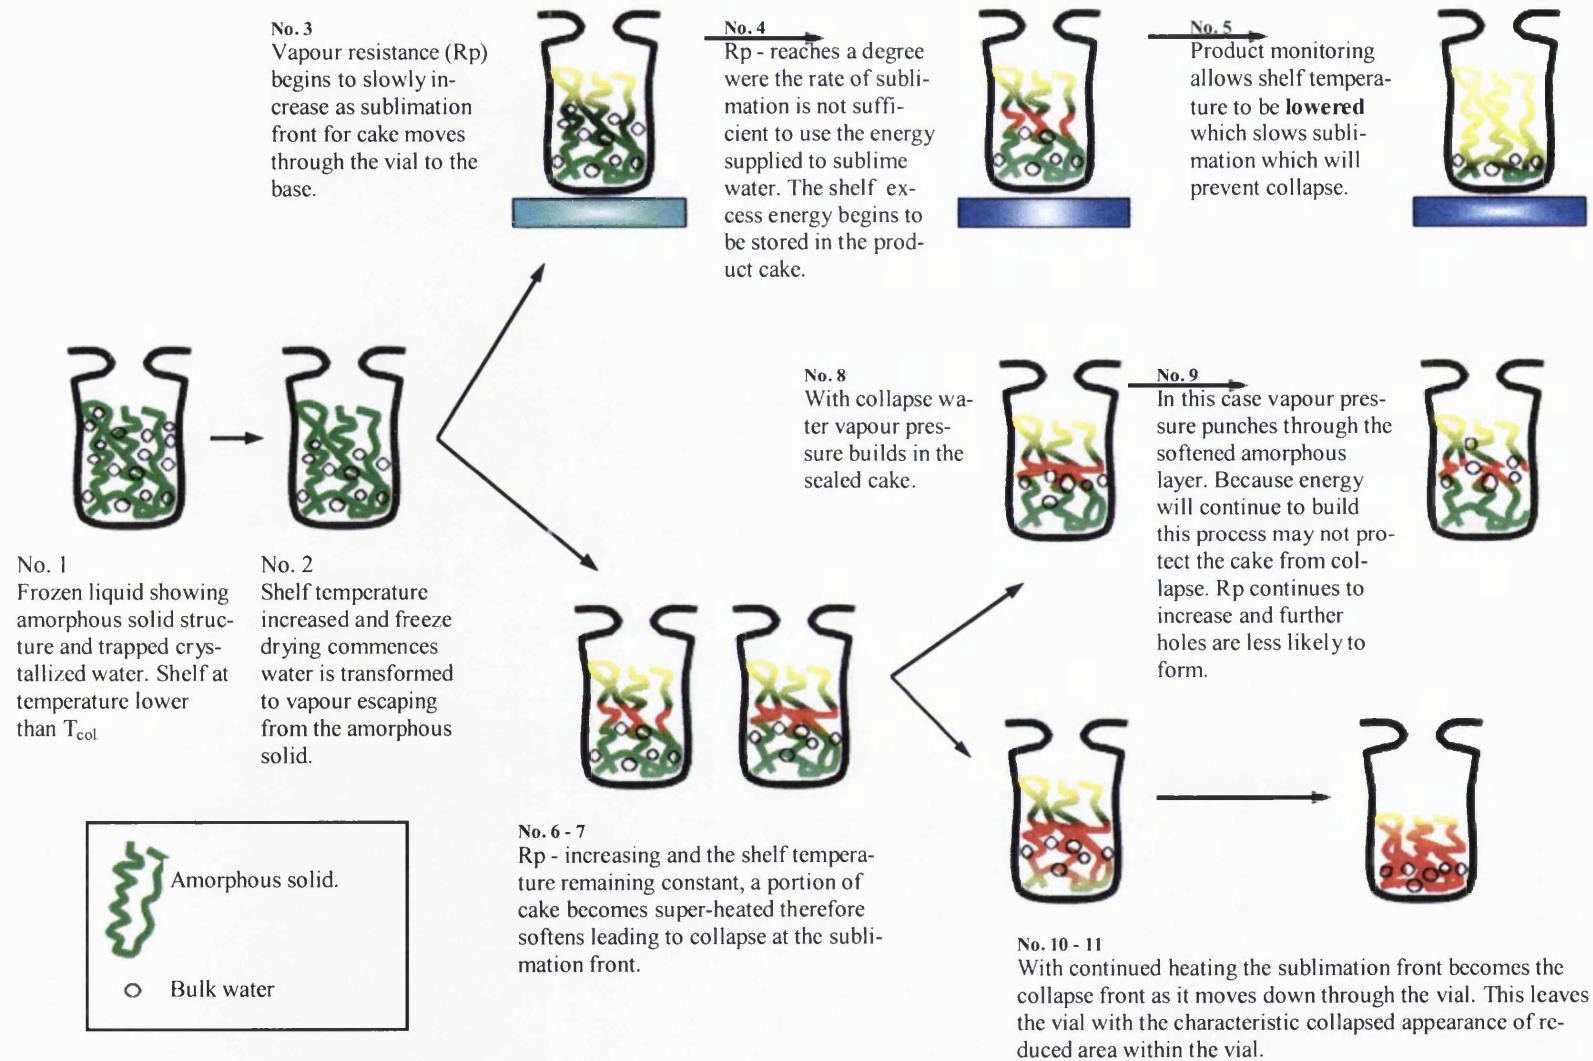 No. 3
Vapour resistance (Rp)
begins to slowly in-
crease as sublimation
front for cake moves
through the vial to the
base.
No. 4
Rp - reaches a degree
were the rate of subli-
mation is not suffi-
cient to use the energy
supplied to sublime
water. The shelf ex-
cess energy begins to
be stored in the prod-
uct cake.
No. 5
Product monitoring
allows shelf tempera-
ture to be lowered
which slows subli-
mation which will
prevent collapse.
No. 1
Frozen liquid showing
amorphous solid struc-
ture and trapped crys-
tallized water. Shelf at
temperature lower
than Tcol
No. 2
Shelf temperature
increased and freeze
drying commences
water is transformed
to vapour escaping
from the amorphous
solid.
No. 8
With collapse wa-
ter vapour pres-
sure builds in the
sealed cake.
No. 9
In this case vapour pres-
sure punches through the
softened amorphous
layer. Because energy
will continue to build
this process may not pro-
tect the cake from col-
lapse. Rp continues to
increase and further
holes are less likely to
form.
No. 6 - 7
Rp - increasing and the shelf tempera-
ture remaining constant, a portion of
cake becomes super-heated therefore
softens leading to collapse at the subli-
mation front.
No. 10 - 11
With continued heating the sublimation front becomes the
collapse front as it moves down through the vial. This leaves
the vial with the characteristic collapsed appearance of re-
duced area within the vial.
Amorphous solid.
Bulk water